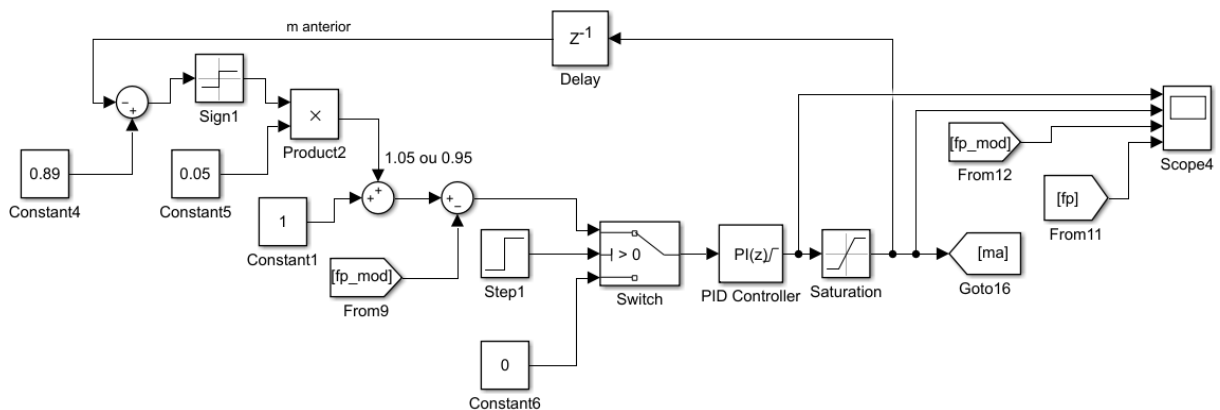 m anterior
Z-1
Delay
Sign1
×
Product2
0.89
Constant4
0.05
Constant5
1.05 ou 0.95
1
Constant1
[fp_mod]
From9
Step1
> 0
Switch
0
Constant6
PI(z)
PID Controller
Saturation
[ma]
Goto16
[fp_mod]
From12
[fp]
From11
Scope4